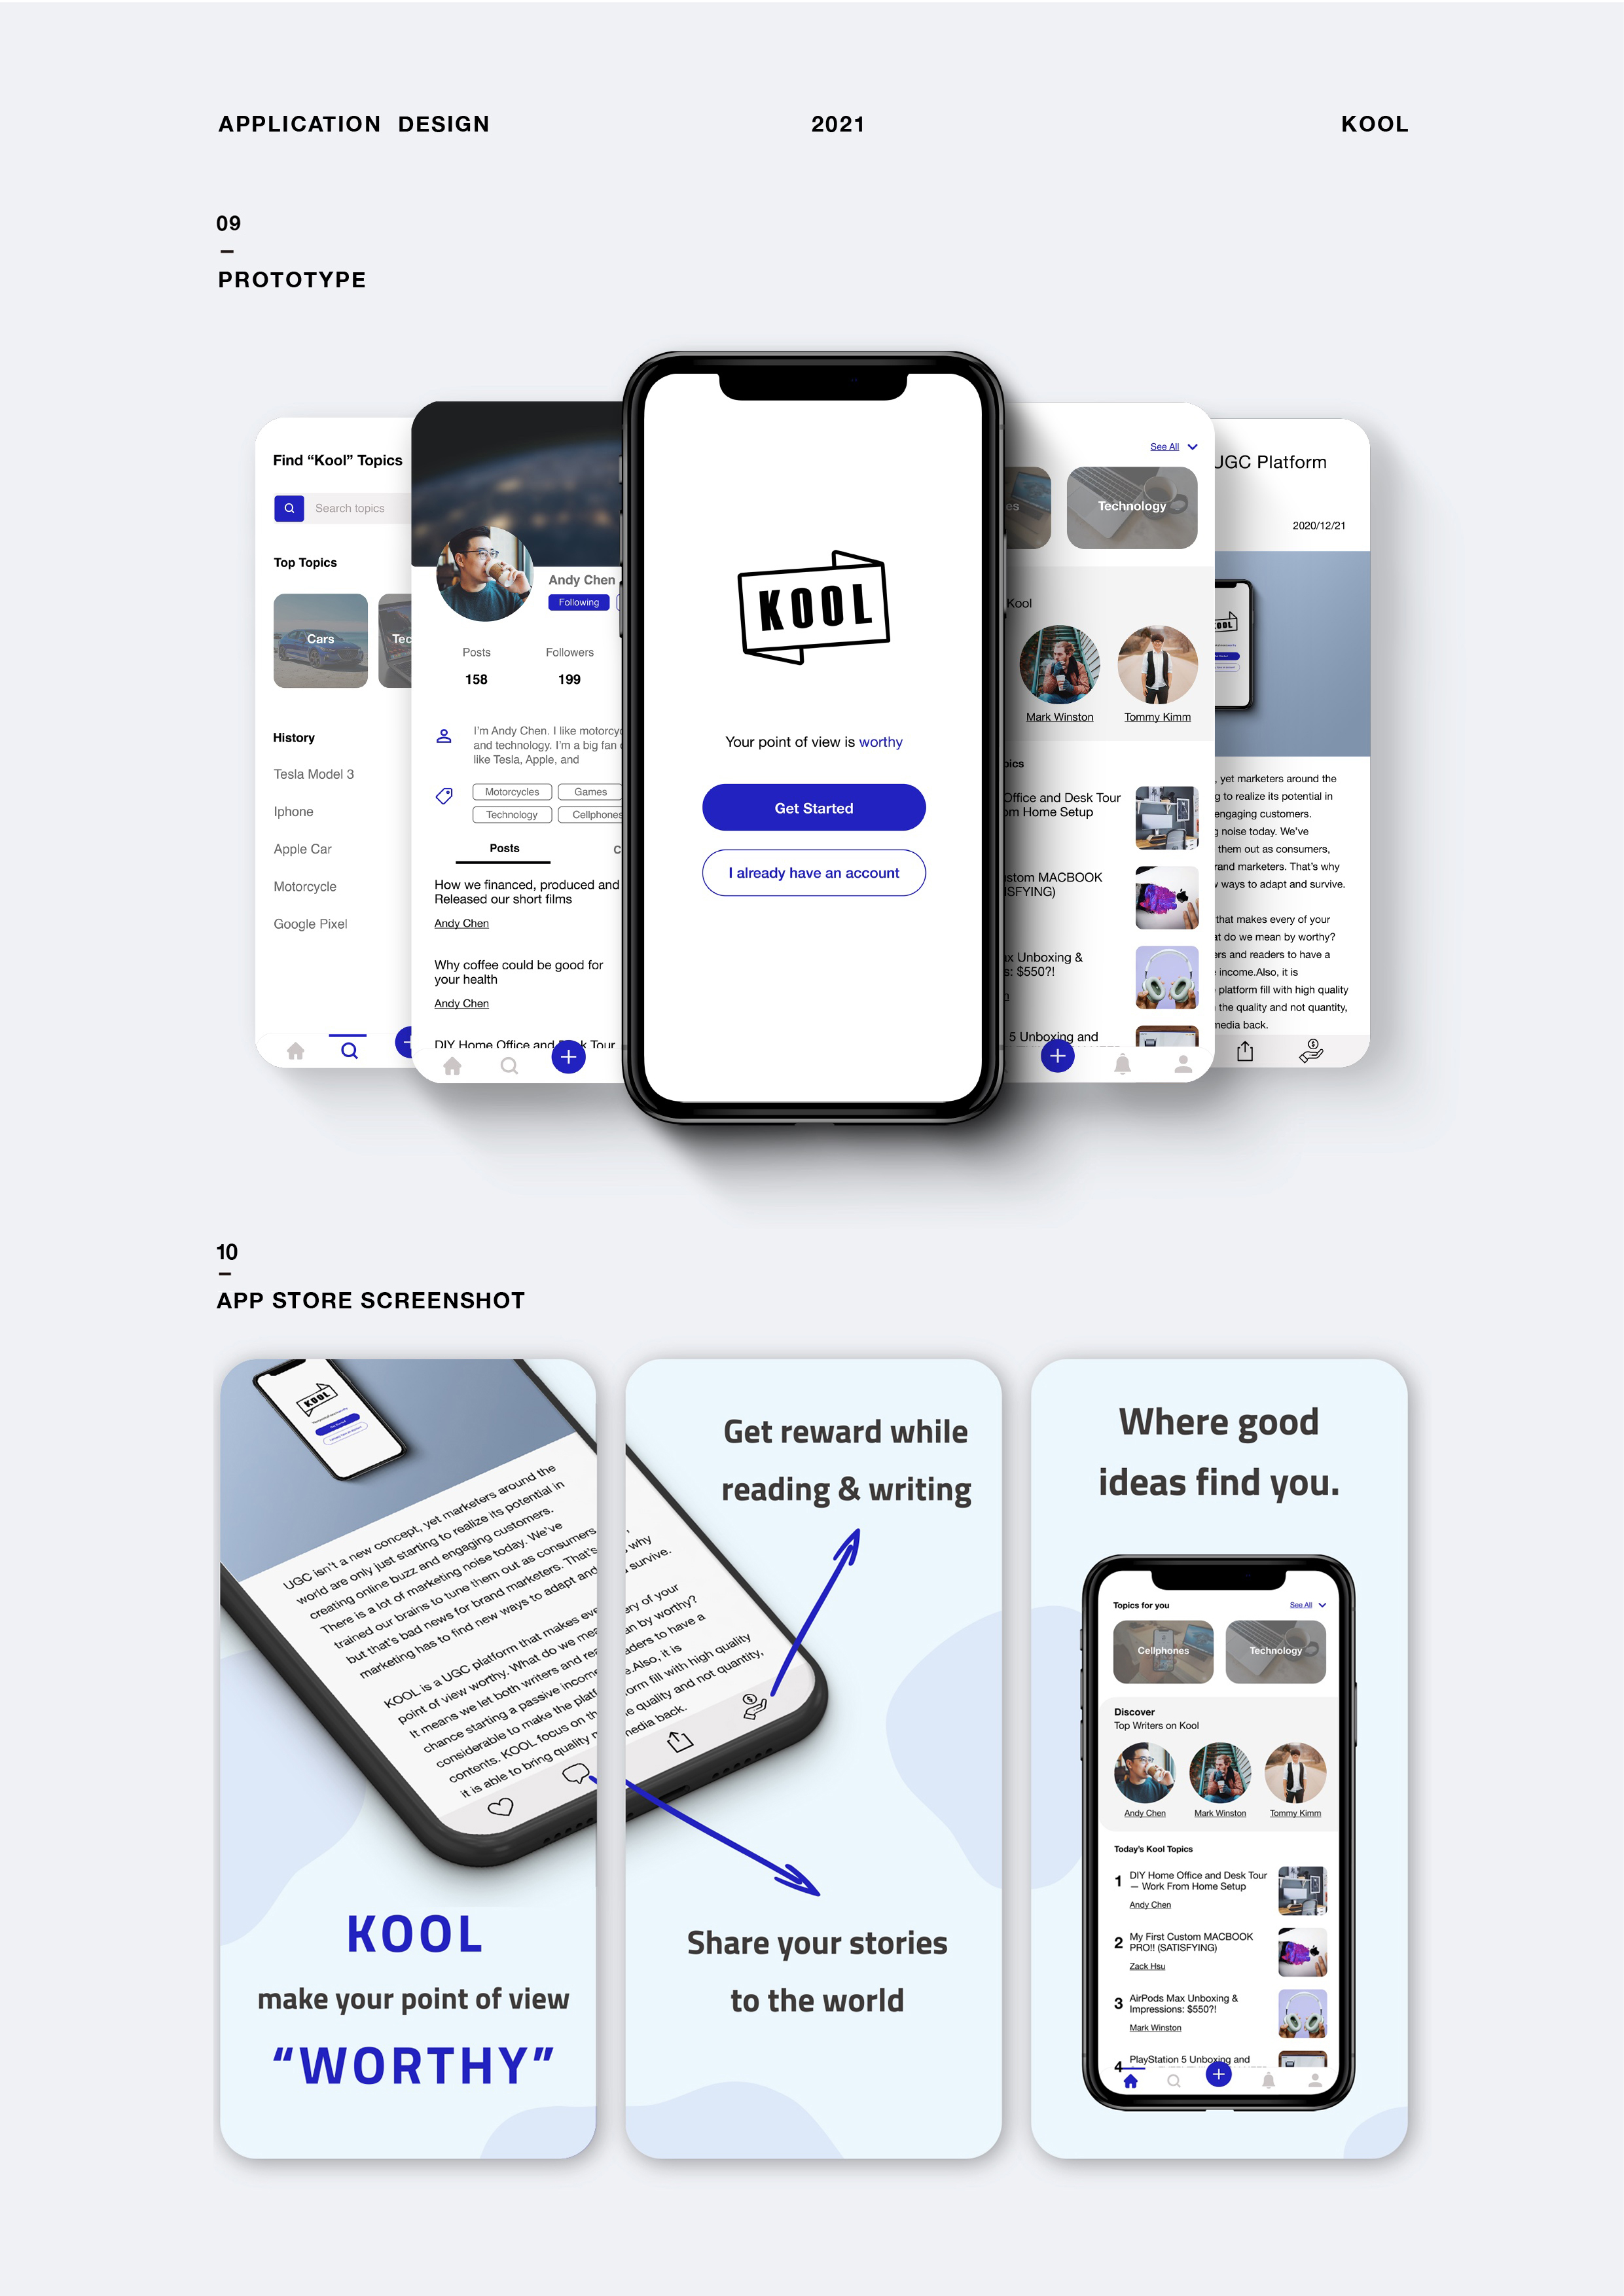 APPLICATION DESIGN
2021
KOOL
09
–
PROTOTYPE
Find “Kool” Topics
Search topics
Top Topics
Cars
Tec
History
Tesla Model 3
Iphone
Apple Car
Motorcycle
Google Pixel
Andy Chen
Following
Posts
Followers
158
199
I'm Andy Chen. I like motorcy
and technology. I'm a big fan
like Tesla, Apple, and
Motorcycles
Games
Technology
Cellphones
Posts
C
How we financed, produced and
Released our short films
Andy Chen
Why coffee could be good for
your health
Andy Chen
DIY Home Office and Desk Tour
KOOL
Your point of view is worthy
Get Started
I already have an account
See All
es
Technology
Kool
Mark Winston
Tommy Kimm
pics
Office and Desk Tour
om Home Setup
stom MACBOOK
ISFYING)
ax Unboxing &
s: $550?!
n
5 Unboxing and
UGC Platform
2020/12/21
OOL
, yet marketers around the
g to realize its potential in
engaging customers.
g noise today. We've
them out as consumers,
rand marketers. That's why
w ways to adapt and survive.
that makes every of your
at do we mean by worthy?
ers and readers to have a
income.Also, it is
platform fill with high quality
the quality and not quantity,
media back.
10
–
APP STORE SCREENSHOT
KOOL
UGC isn't a new concept, yet marketers around the
world are only just starting to realize its potential in
creating online buzz and engaging customers.
There is a lot of marketing noise today. We've
trained our brains to tune them out as consumers,
but that's bad news for brand marketers. That's why
marketing has to find new ways to adapt and survive.
KOOL is a UGC platform that makes every of your
point of view worthy. What do we mean by worthy?
It means we let both writers and readers to have a
chance starting a passive income.Also, it is
considerable to make the platform fill with high quality
contents. KOOL focus on the quality and not quantity,
it is able to bring quality media back.
KOOL
make your point of view
“WORTHY”
Get reward while
reading & writing
Share your stories
to the world
Where good
ideas find you.
Topics for you
See All
Cellphones
Technology
Discover
Top Writers on Kool
Andy Chen
Mark Winston
Tommy Kimm
Today's Kool Topics
1
DIY Home Office and Desk Tour
— Work From Home Setup
Andy Chen
2
My First Custom MACBOOK
PRO!! (SATISFYING)
Zack Hsu
3
AirPods Max Unboxing &
Impressions: $550?!
Mark Winston
4
PlayStation 5 Unboxing and